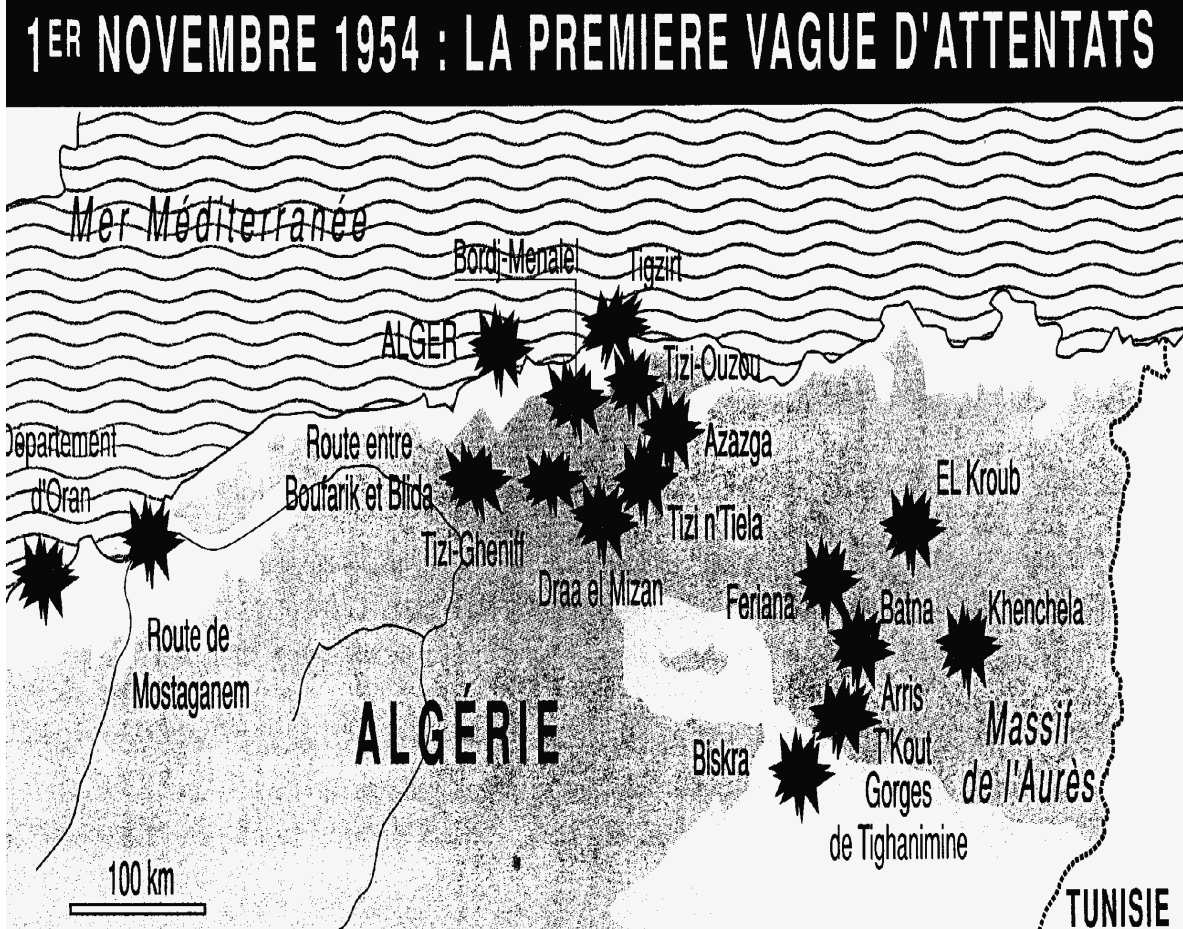 1ER NOVEMBRE 1954 : LA PREMIERE VAGUE D'ATTENTATS
Mer Méditerranée
Bordj-Menaïel
Tigzirt
ALGER
Tizi-Ouzou
Département
d'Oran
Route entre
Boufarik et Blida
Azazga
EL Kroub
Tizi-Gheniff
Tizi n'Tiela
Draa el Mizan
Feriana
Batna
Khenchela
Route de
Mostaganem
ALGÉRIE
Arris
T'Kout
Gorges
de Tighanimine
Massif
de l'Aurès
Biskra
100 km
TUNISIE